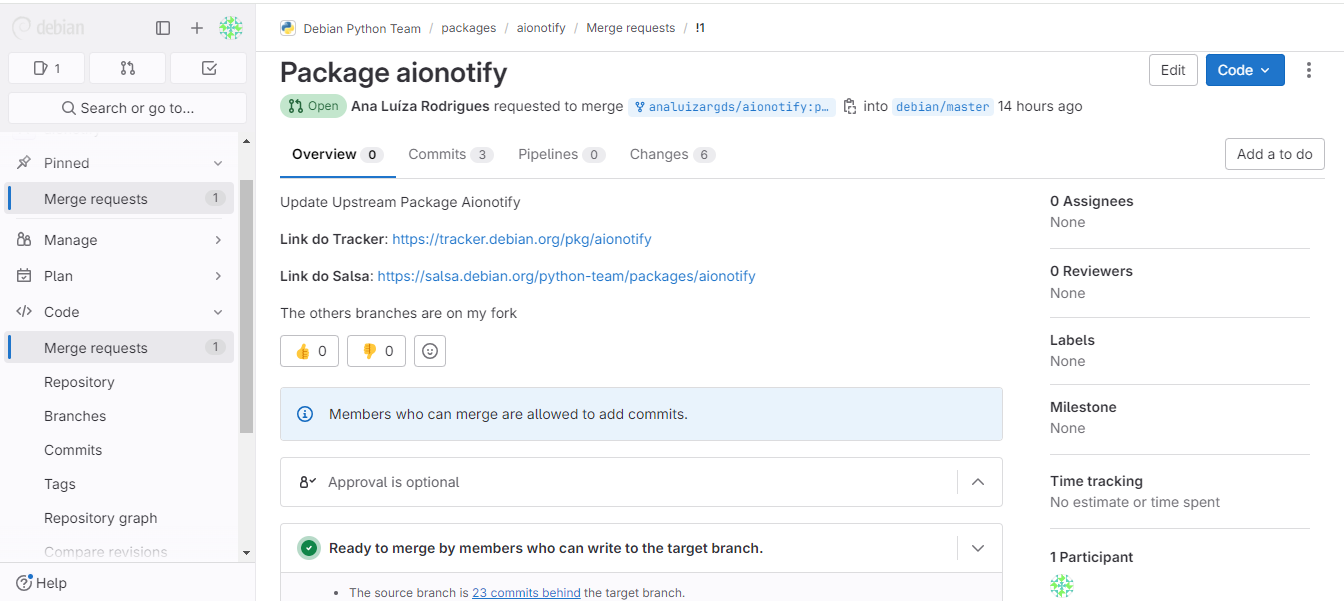 debian
Debian Python Team / packages / aionotify / Merge requests / !1
1
Search or go to...
Pinned
Merge requests 1
Manage
Plan
Code
Merge requests 1
Repository
Branches
Commits
Tags
Repository graph
Compare revisions
Help
Package aionotify
Edit
Code
Open Ana Luíza Rodrigues requested to merge analuizargds/aionotify:p… into debian/master 14 hours ago
Overview 0 Commits 3 Pipelines 0 Changes 6
Add a to do
Update Upstream Package Aionotify
Link do Tracker: https://tracker.debian.org/pkg/aionotify
Link do Salsa: https://salsa.debian.org/python-team/packages/aionotify
The others branches are on my fork
👍 0 👎 0
Members who can merge are allowed to add commits.
Approval is optional
Ready to merge by members who can write to the target branch.
• The source branch is 23 commits behind the target branch.
0 Assignees
None
0 Reviewers
None
Labels
None
Milestone
None
Time tracking
No estimate or time spent
1 Participant